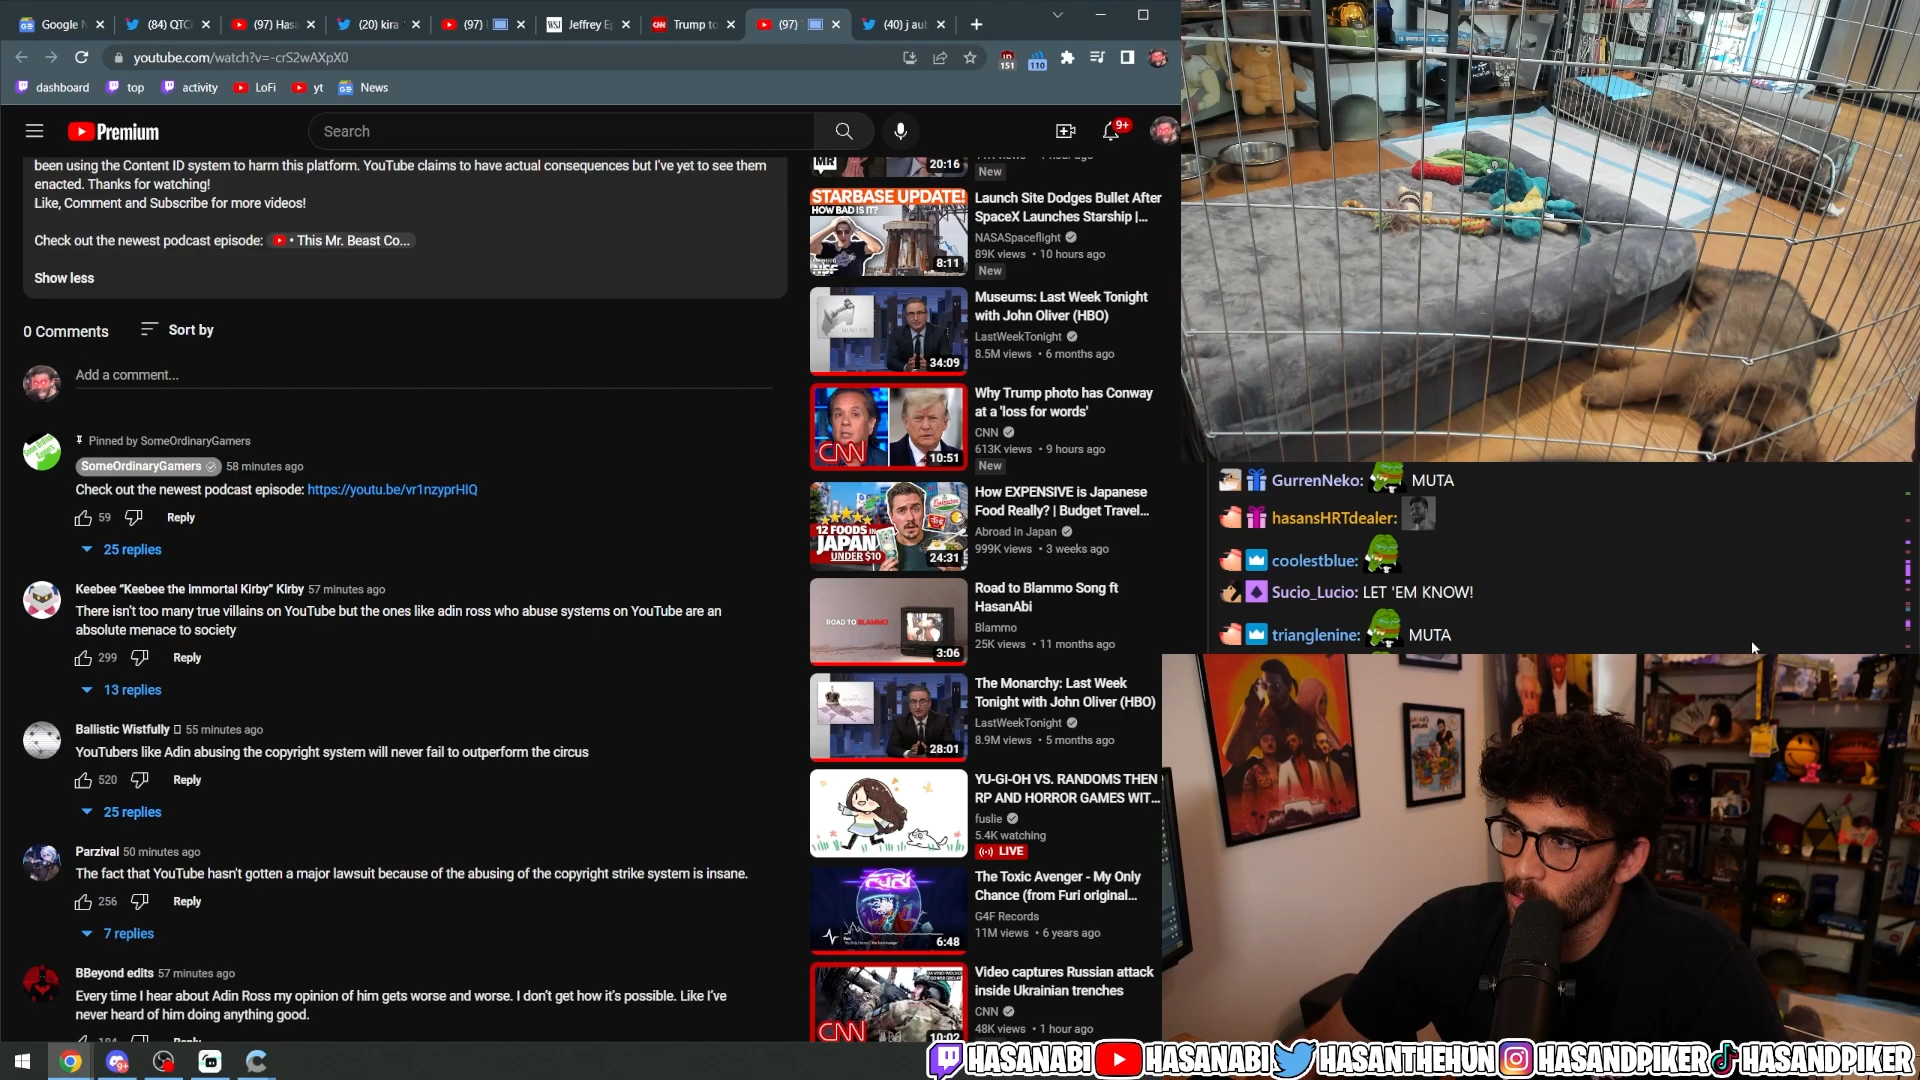 Google N
(84) QTCi
(97) Hasa
(20) kira
(97)
WSJ
Jeffrey Ep
Trump to
(97)
(40) j aub
youtube.com/watch?v=-crS2wAXpX0
151
110
dashboard
top
activity
LoFi
yt
News
Premium
Search
9+
been using the Content ID system to harm this platform. YouTube claims to have actual consequences but I've yet to see them
enacted. Thanks for watching!
Like, Comment and Subscribe for more videos!
Check out the newest podcast episode: • This Mr. Beast Co...
Show less
0 Comments
Sort by
Add a comment...
Pinned by SomeOrdinaryGamers
SomeOrdinaryGamers 58 minutes ago
Check out the newest podcast episode: https://youtu.be/vr1nzyprHIQ
59 Reply
25 replies
Keebee “Keebee the immortal Kirby” Kirby 57 minutes ago
There isn't too many true villains on YouTube but the ones like adin ross who abuse systems on YouTube are an
absolute menace to society
299 Reply
13 replies
Ballistic Wistfully 55 minutes ago
YouTubers like Adin abusing the copyright system will never fail to outperform the circus
520 Reply
25 replies
Parzival 50 minutes ago
The fact that YouTube hasn't gotten a major lawsuit because of the abusing of the copyright strike system is insane.
256 Reply
7 replies
BBeyond edits 57 minutes ago
Every time I hear about Adin Ross my opinion of him gets worse and worse. I don't get how it's possible. Like I've
never heard of him doing anything good.
MR
20:16
New
STARBASE UPDATE!
HOW BAD IS IT?
NSF
8:11
Launch Site Dodges Bullet After
SpaceX Launches Starship |...
NASASpaceflight
89K views • 10 hours ago
New
34:09
Museums: Last Week Tonight
with John Oliver (HBO)
LastWeekTonight
8.5M views • 6 months ago
CNN
10:51
Why Trump photo has Conway
at a 'loss for words'
CNN
613K views • 9 hours ago
New
12 FOODS IN
JAPAN
UNDER $10
24:31
How EXPENSIVE is Japanese
Food Really? | Budget Travel...
Abroad in Japan
999K views • 3 weeks ago
ROAD TO BLAMMO
3:06
Road to Blammo Song ft
HasanAbi
Blammo
25K views • 11 months ago
28:01
The Monarchy: Last Week
Tonight with John Oliver (HBO)
LastWeekTonight
8.9M views • 5 months ago
YU-GI-OH VS. RANDOMS THEN
RP AND HORROR GAMES WIT...
fuslie
5.4K watching
LIVE
FURI
6:48
The Toxic Avenger - My Only
Chance (from Furi original...
G4F Records
11M views • 6 years ago
CNN
10:02
Video captures Russian attack
inside Ukrainian trenches
CNN
48K views • 1 hour ago
GurrenNeko: MUTA
hasansHRTdealer:
coolestblue:
Sucio_Lucio: LET 'EM KNOW!
trianglenine: MUTA
HASANABI HASANABI HASANTHEHUN HASANDPIKER HASANDPIKER